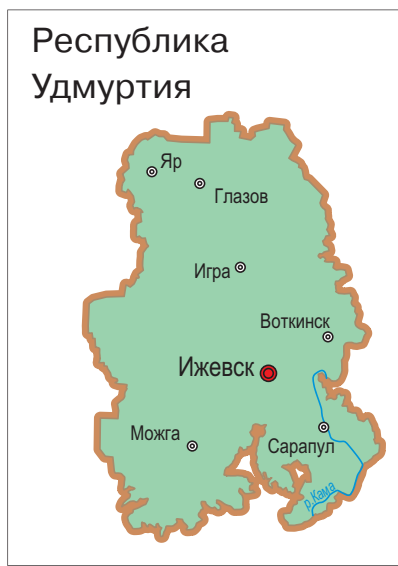 Республика
Удмуртия
Яр
Глазов
Игра
Воткинск
Ижевск
Можга
Сарапул
р.Кама